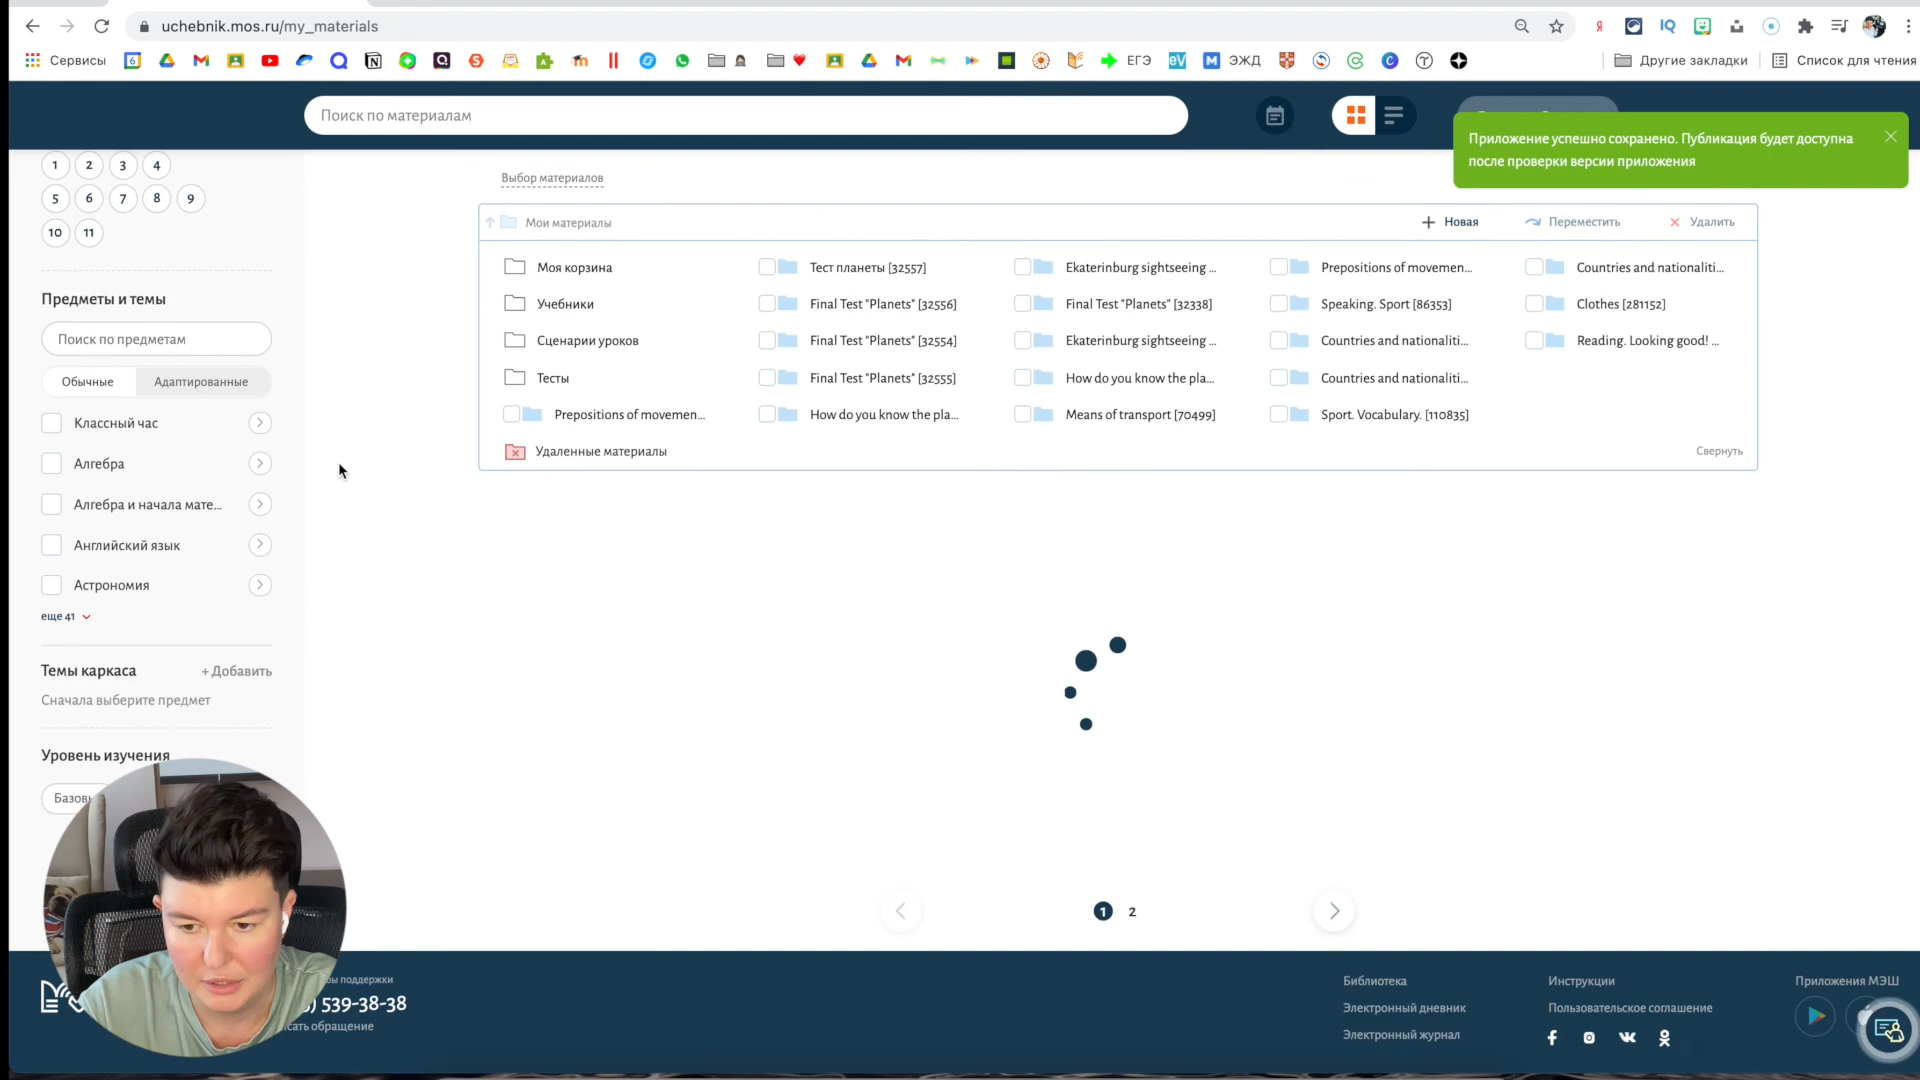 uchebnik.mos.ru/my_materials
Сервисы
ЕГЭ
ЭЖД
Другие закладки
Список для чтения
Поиск по материалам
Приложение успешно сохранено. Публикация будет доступна
после проверки версии приложения
1 2 3 4
5 6 7 8 9
10 11
Предметы и темы
Поиск по предметам
Обычные Адаптированные
Классный час
Алгебра
Алгебра и начала мате...
Английский язык
Астрономия
еще 41
Темы каркаса + Добавить
Сначала выберите предмет
Уровень изучения
Выбор материалов
Мои материалы
Новая Переместить Удалить
Моя корзина
Учебники
Сценарии уроков
Тесты
Prepositions of movemen...
Удаленные материалы
Тест планеты [32557]
Final Test "Planets" [32556]
Final Test "Planets" [32554]
Final Test "Planets" [32555]
How do you know the pla...
Ekaterinburg sightseeing ...
Final Test "Planets" [32338]
Ekaterinburg sightseeing ...
How do you know the pla...
Means of transport [70499]
Prepositions of movemen...
Speaking. Sport [86353]
Countries and nationaliti...
Countries and nationaliti...
Sport. Vocabulary. [110835]
Countries and nationaliti...
Clothes [281152]
Reading. Looking good! ...
Свернуть
1 2
поддержки
539-38-38
обращение
Библиотека
Электронный дневник
Электронный журнал
Инструкции
Пользовательское соглашение
Приложения МЭШ